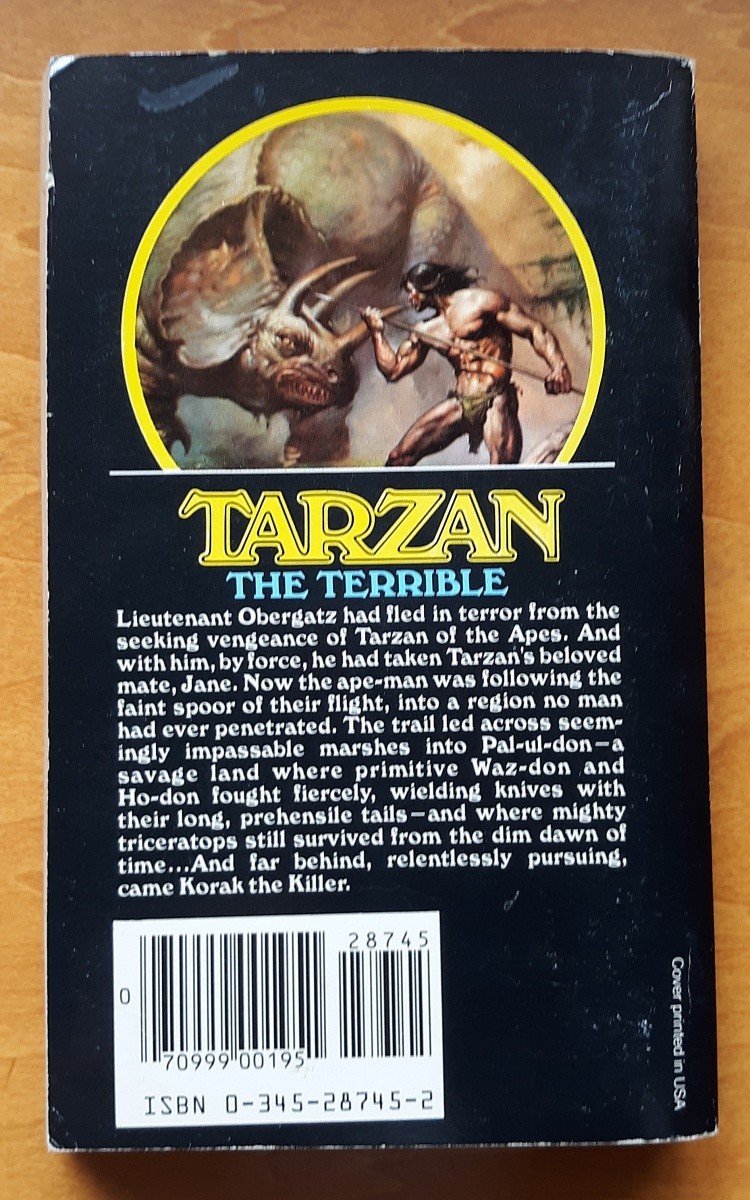 TARZAN
THE TERRIBLE
Lieutenant Obergatz had fled in terror from the
seeking vengeance of Tarzan of the Apes. And
with him, by force, he had taken Tarzan's beloved
mate, Jane. Now the ape-man was following the
faint spoor of their flight, into a region no man
had ever penetrated. The trail led across seem-
ingly impassable marshes into Pal-ul-don—a
savage land where primitive Waz-don and
Ho-don fought fiercely, wielding knives with
their long, prehensile tails—and where mighty
triceratops still survived from the dim dawn of
time...And far behind, relentlessly pursuing,
came Korak the Killer.
28745
0
70999 00195
ISBN 0-345-28745-2
Cover printed in USA